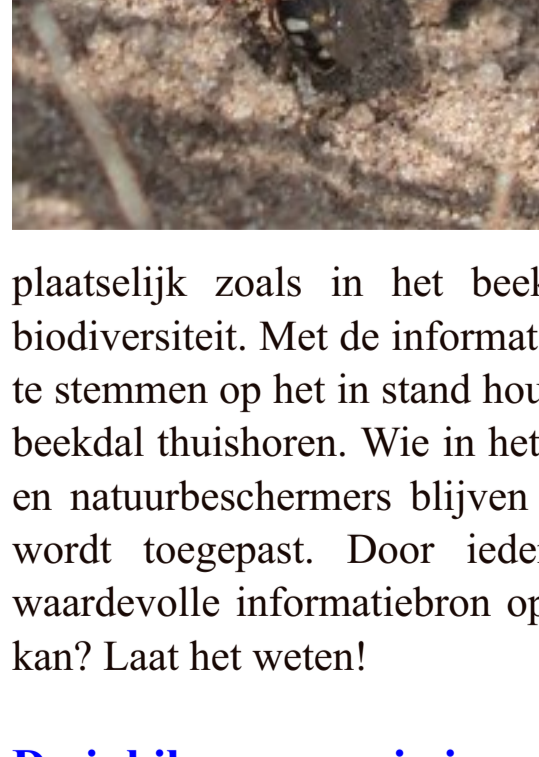 plaatselijk zoals in het beek
biodiversiteit. Met de informat
te stemmen op het in stand hou
beekdal thuishoren. Wie in het
en natuurbeschermers blijven
wordt toegepast. Door ieder
waardevolle informatiebron op
kan? Laat het weten!